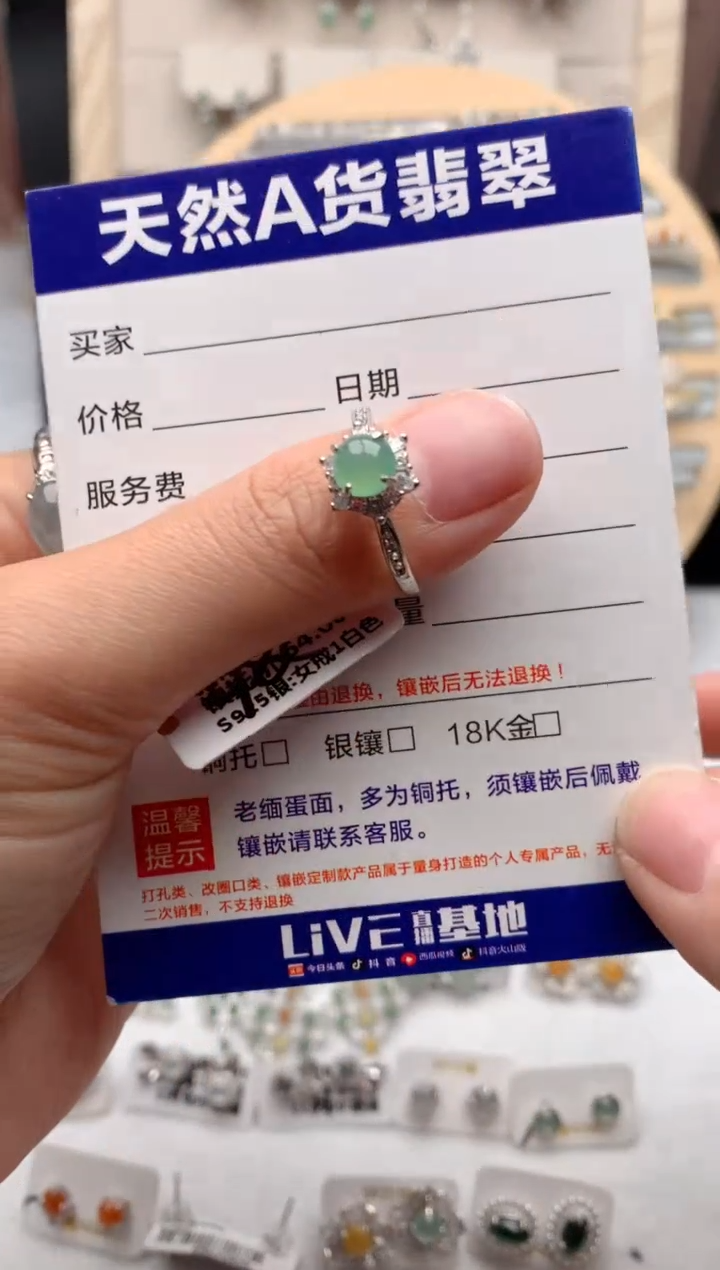 天然A货翡翠
买家
日期
价格
服务费
量
S925银:女戒1白色
由退换，镶嵌后无法退换！
铜托□ 银镶□ 18K金□
温馨
提示
老缅蛋面，多为铜托，须镶嵌后佩戴
镶嵌请联系客服。
打孔类、改圈口类、镶嵌定制款产品属于量身打造的个人专属产品，无
二次销售，不支持退换
LiVE 直播基地
今日头条 抖音 西瓜视频 抖音火山版